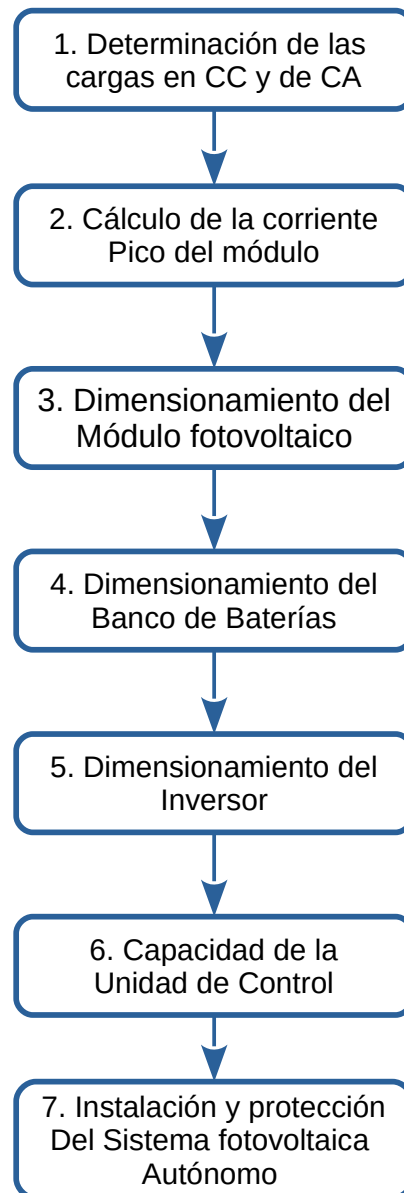 1. Determinación de las
cargas en CC y de CA
2. Cálculo de la corriente
Pico del módulo
3. Dimensionamiento del
Módulo fotovoltaico
4. Dimensionamiento del
Banco de Baterías
5. Dimensionamiento del
Inversor
6. Capacidad de la
Unidad de Control
7. Instalación y protección
Del Sistema fotovoltaica
Autónomo